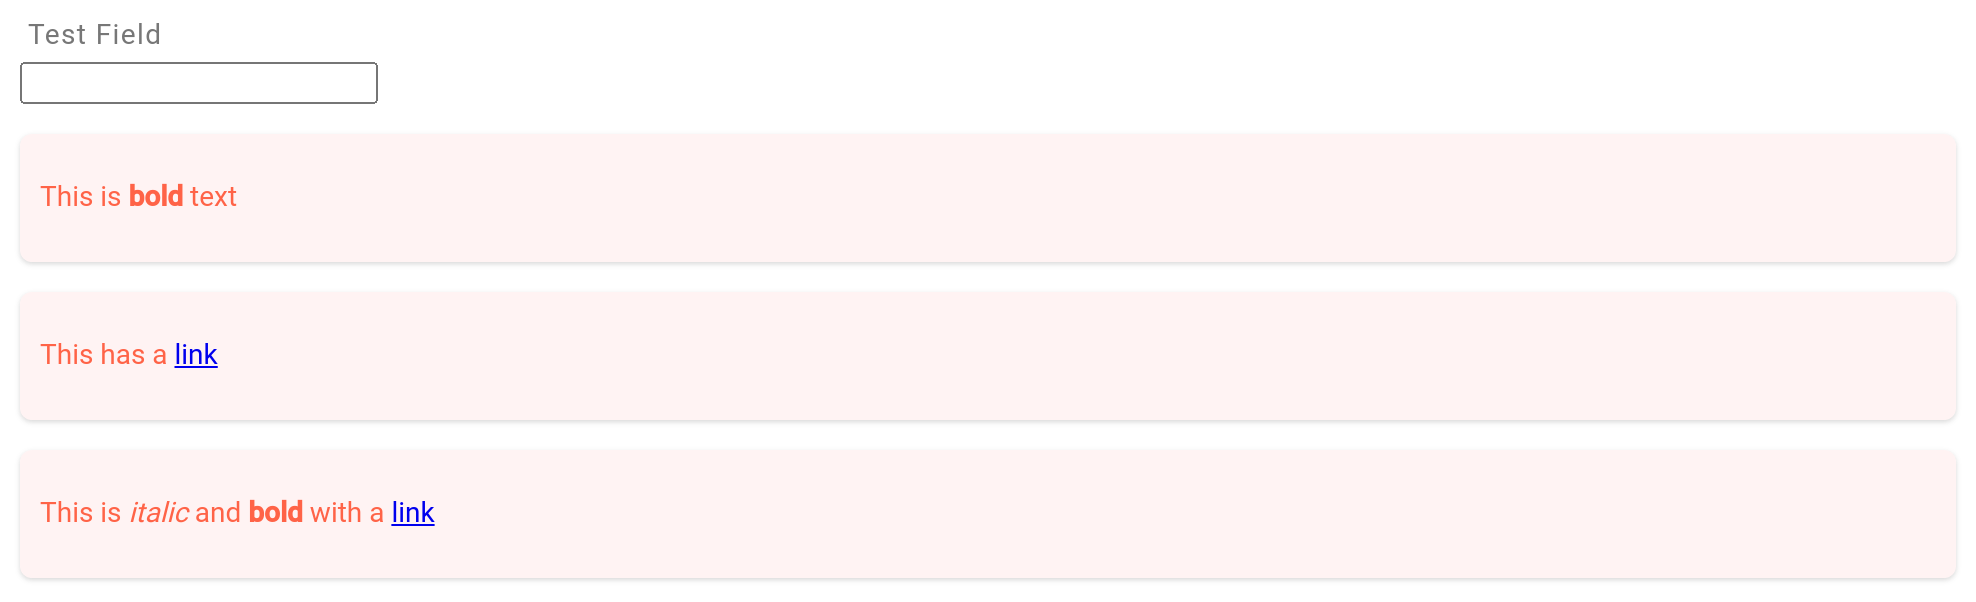 Test Field
This is bold text
This has a link
This is italic and bold with a link